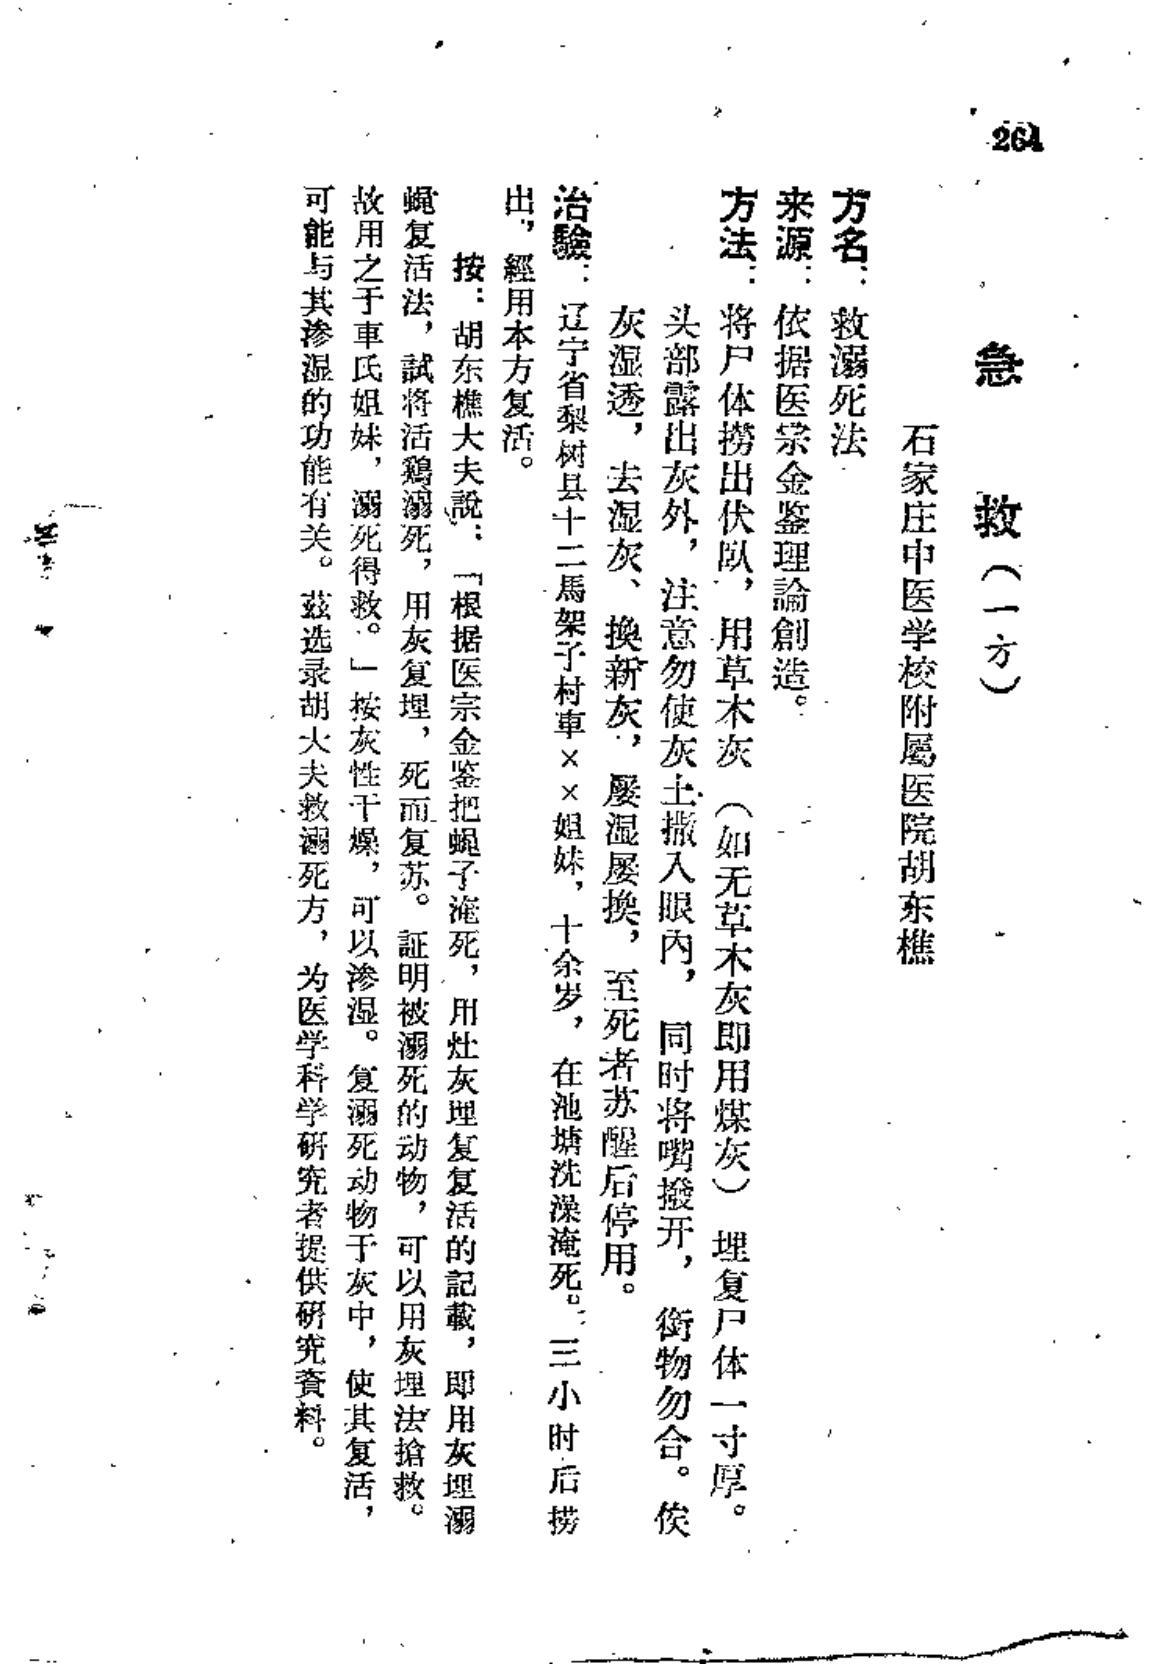 264
急救（一方）
石家庄中医学校附屬医院胡东樵
方名：救溺死法
来源：依据医宗金鉴理論創造。
方法：将尸体撈出伏臥，用草木灰（如无草木灰即用煤灰）埋复尸体一寸厚。
头部露出灰外，注意勿使灰土撒入眼内，同时将嘴撥开，銜物勿合。俟
灰湿透，去湿灰、換新灰，屡湿屡換，至死者苏醒后停用。
治驗：辽宁省梨树县十二馬架子村車××姐妹，十余岁，在池塘洗澡淹死。三小时后撈
出，經用本方复活。
按：胡东樵大夫說：「根据医宗金鉴把蝇子淹死，用灶灰埋复复活的記載，即用灰埋溺
蝇复活法，試将活鷄溺死，用灰复埋，死而复苏。証明被溺死的动物，可以用灰埋法搶救。
故用之于車氏姐妹，溺死得救。」按灰性干燥，可以渗湿。复溺死动物于灰中，使其复活，
可能与其渗湿的功能有关。茲选录胡大夫救溺死方，为医学科学研究者提供研究資料。